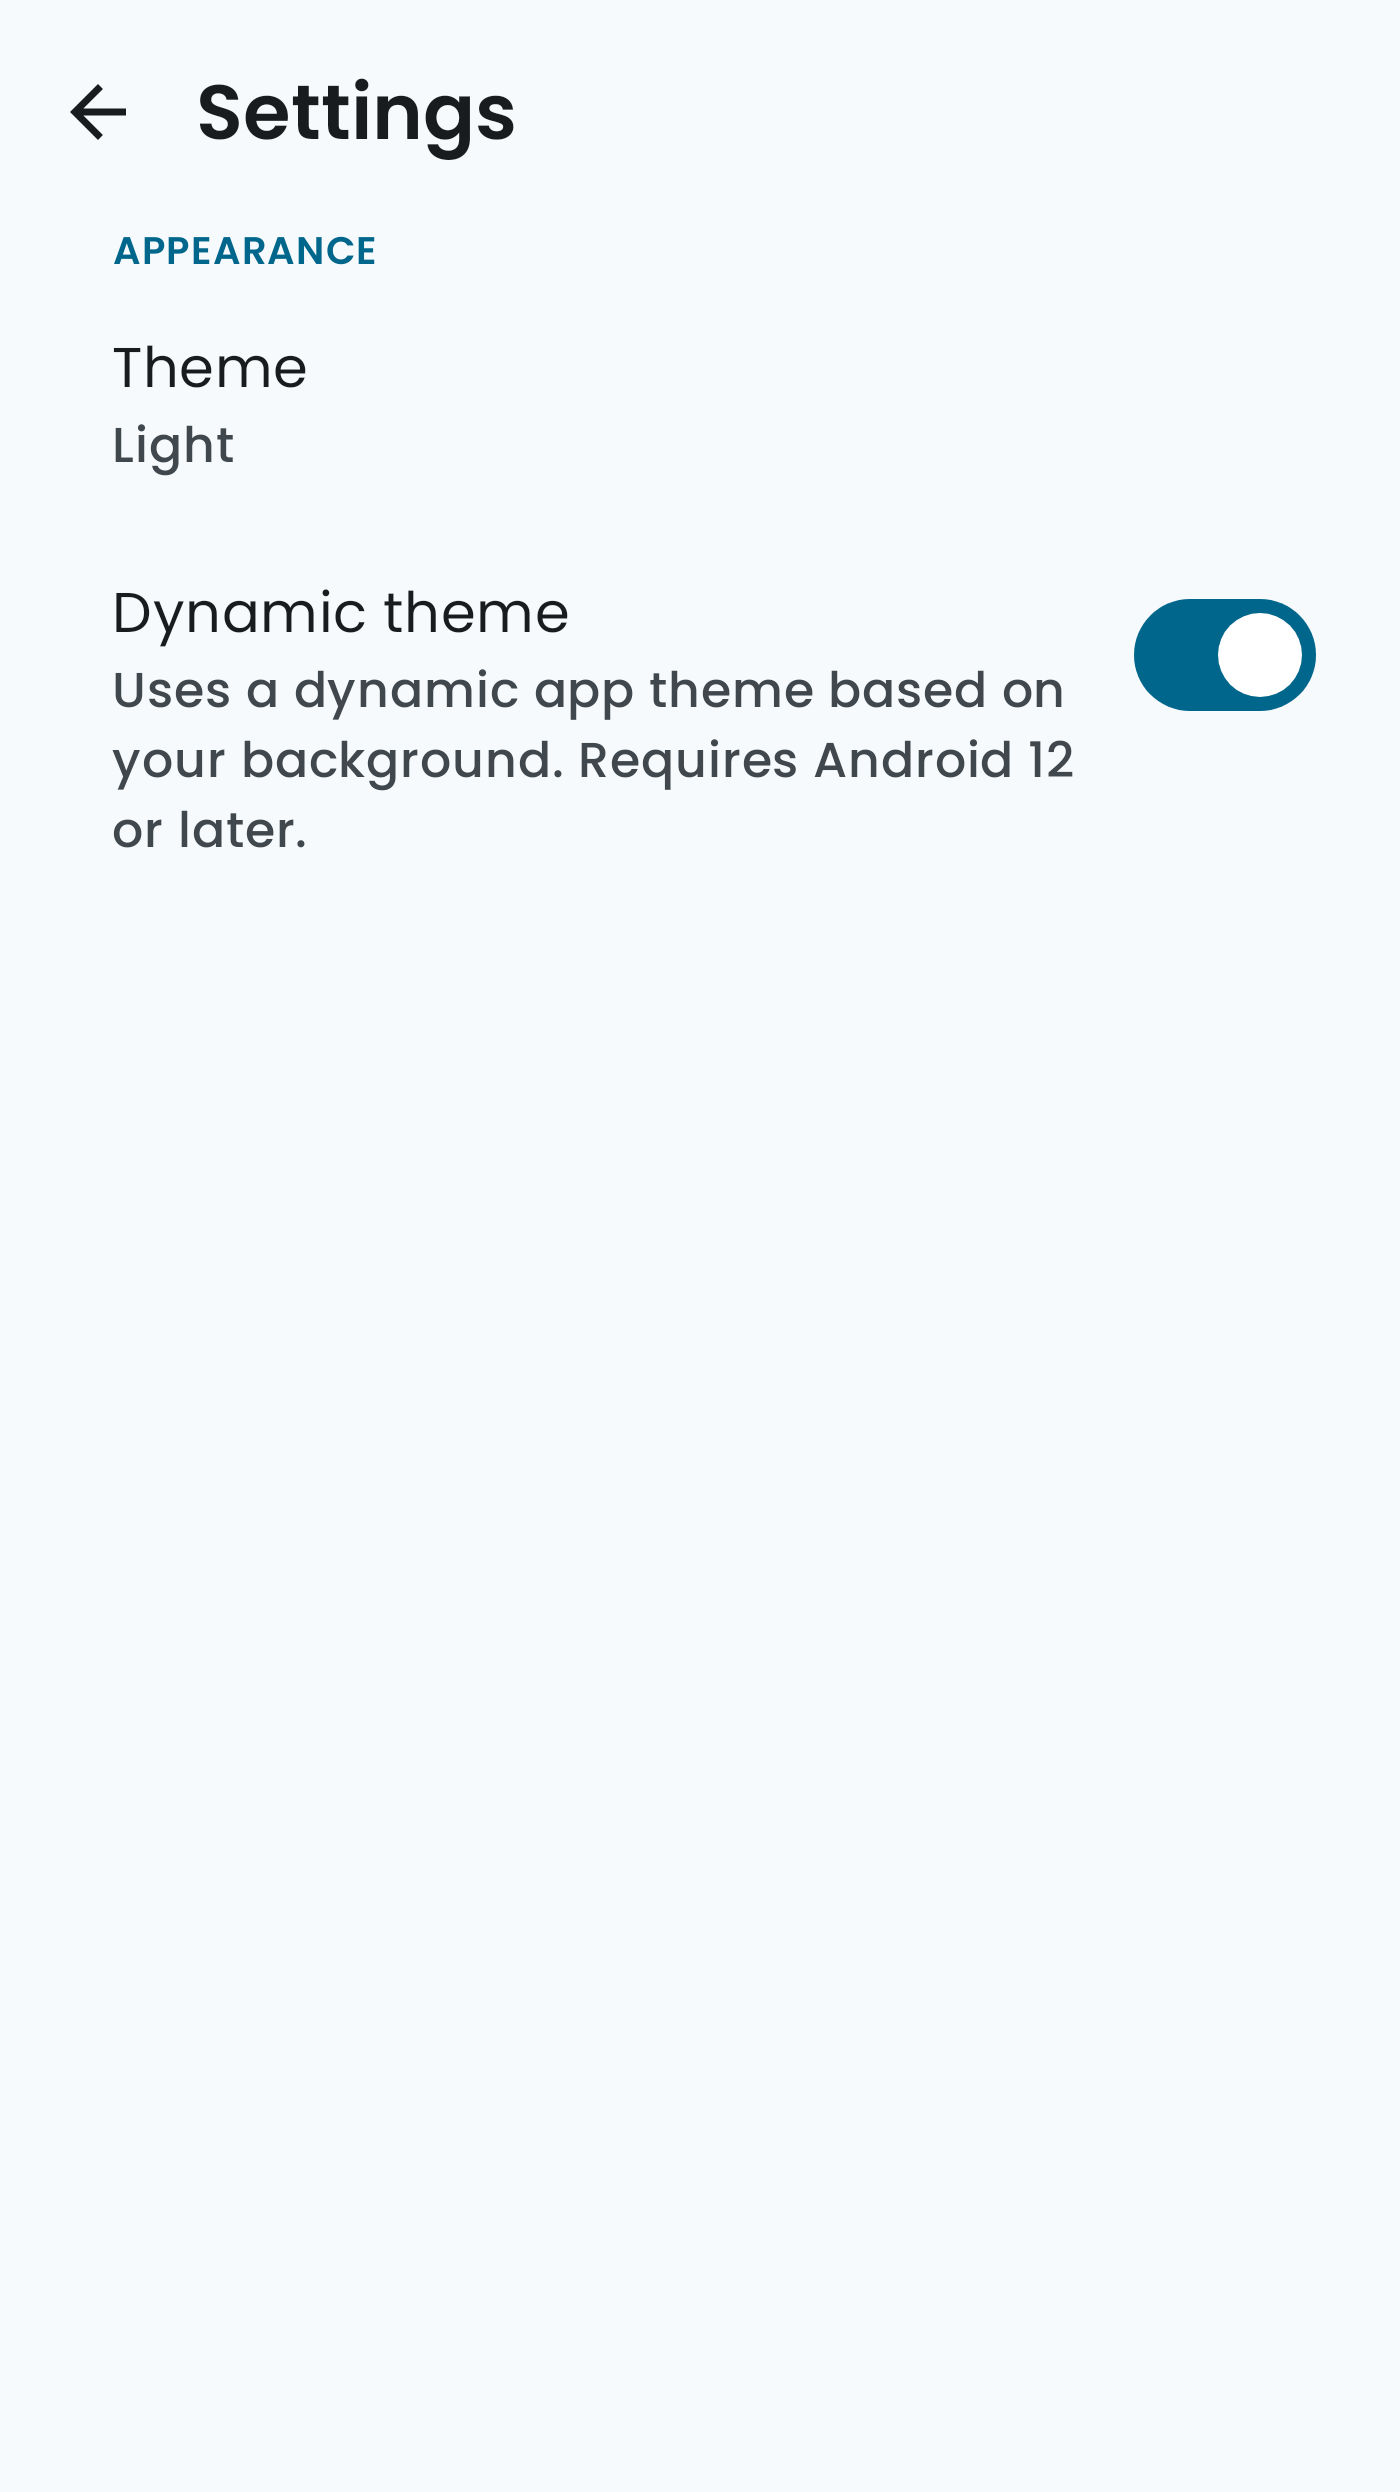 Settings
APPEARANCE
Theme
Light
Dynamic theme
Uses a dynamic app theme based on
your background. Requires Android 12
or later.